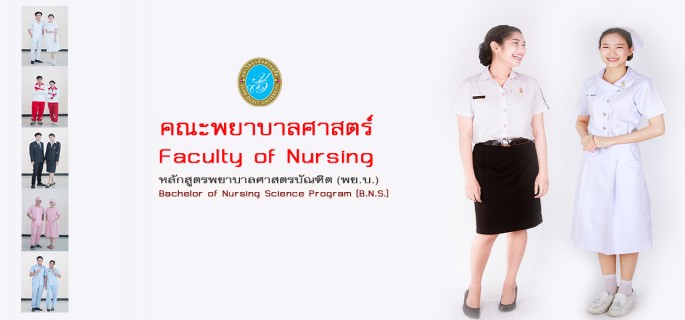 คณะพยาบาลศาสตร์
Faculty of Nursing
หลักสูตรพยาบาลศาสตรบัณฑิต (พย.บ.)
Bachelor of Nursing Science Program (B.N.S.)